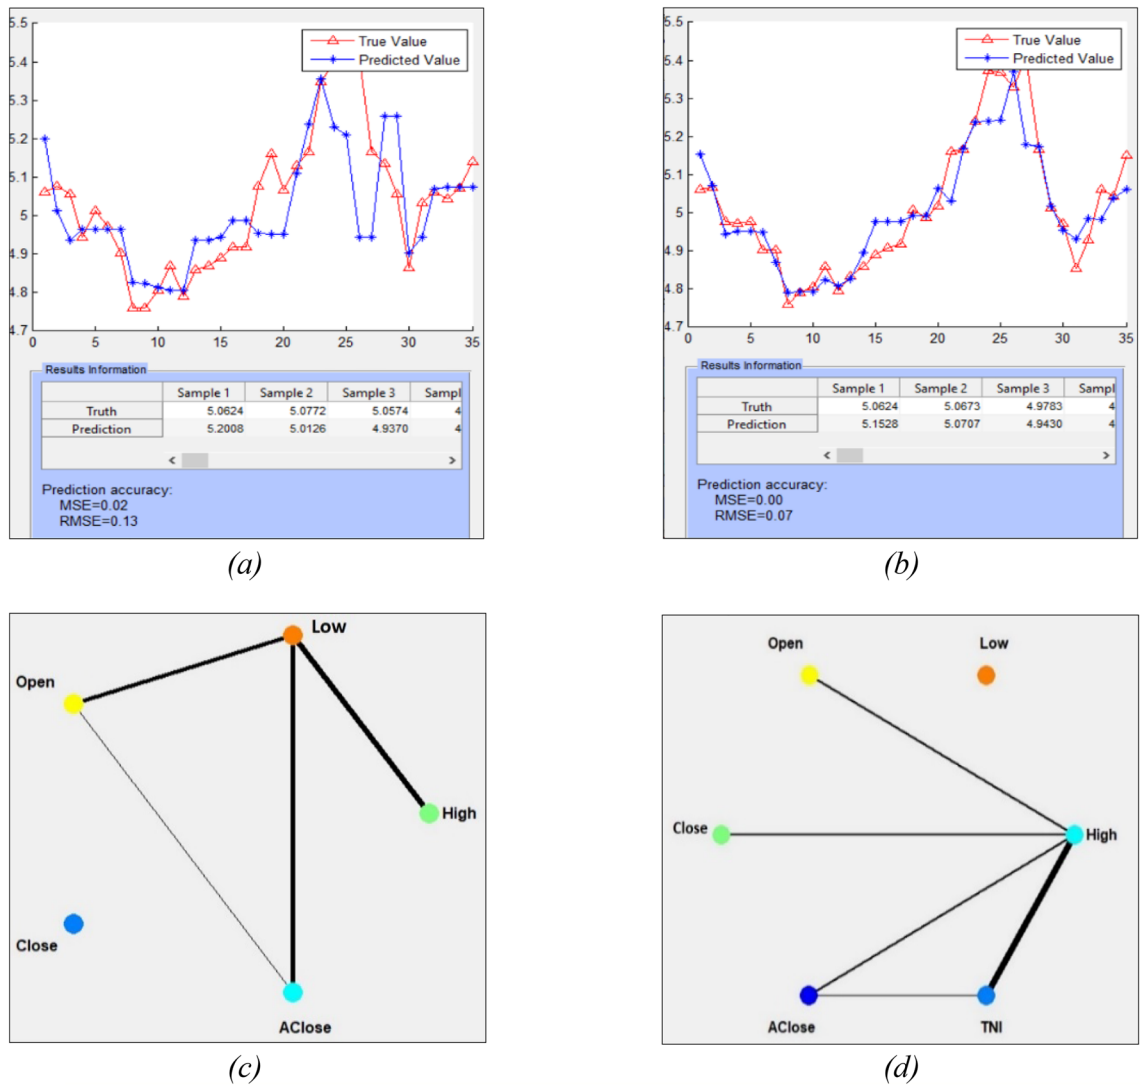 5.5
5.4
5.3
5.2
5.1
5
4.9
4.8
4.7
0 5 10 15 20 25 30 35
True Value
Predicted Value
Results Information
Sample 1 Sample 2 Sample 3 Sampl
Truth 5.0624 5.0772 5.0574 4
Prediction 5.2008 5.0126 4.9370 4
< >
Prediction accuracy:
MSE=0.02
RMSE=0.13
(a)
5.5
5.4
5.3
5.2
5.1
5
4.9
4.8
4.7
0 5 10 15 20 25 30 35
True Value
Predicted Value
Results Information
Sample 1 Sample 2 Sample 3 Sampl
Truth 5.0624 5.0673 4.9783 4
Prediction 5.1528 5.0707 4.9430 4
< >
Prediction accuracy:
MSE=0.00
RMSE=0.07
(b)
Low
Open
High
Close
AClose
(c)
Open Low
Close High
AClose TNI
(d)